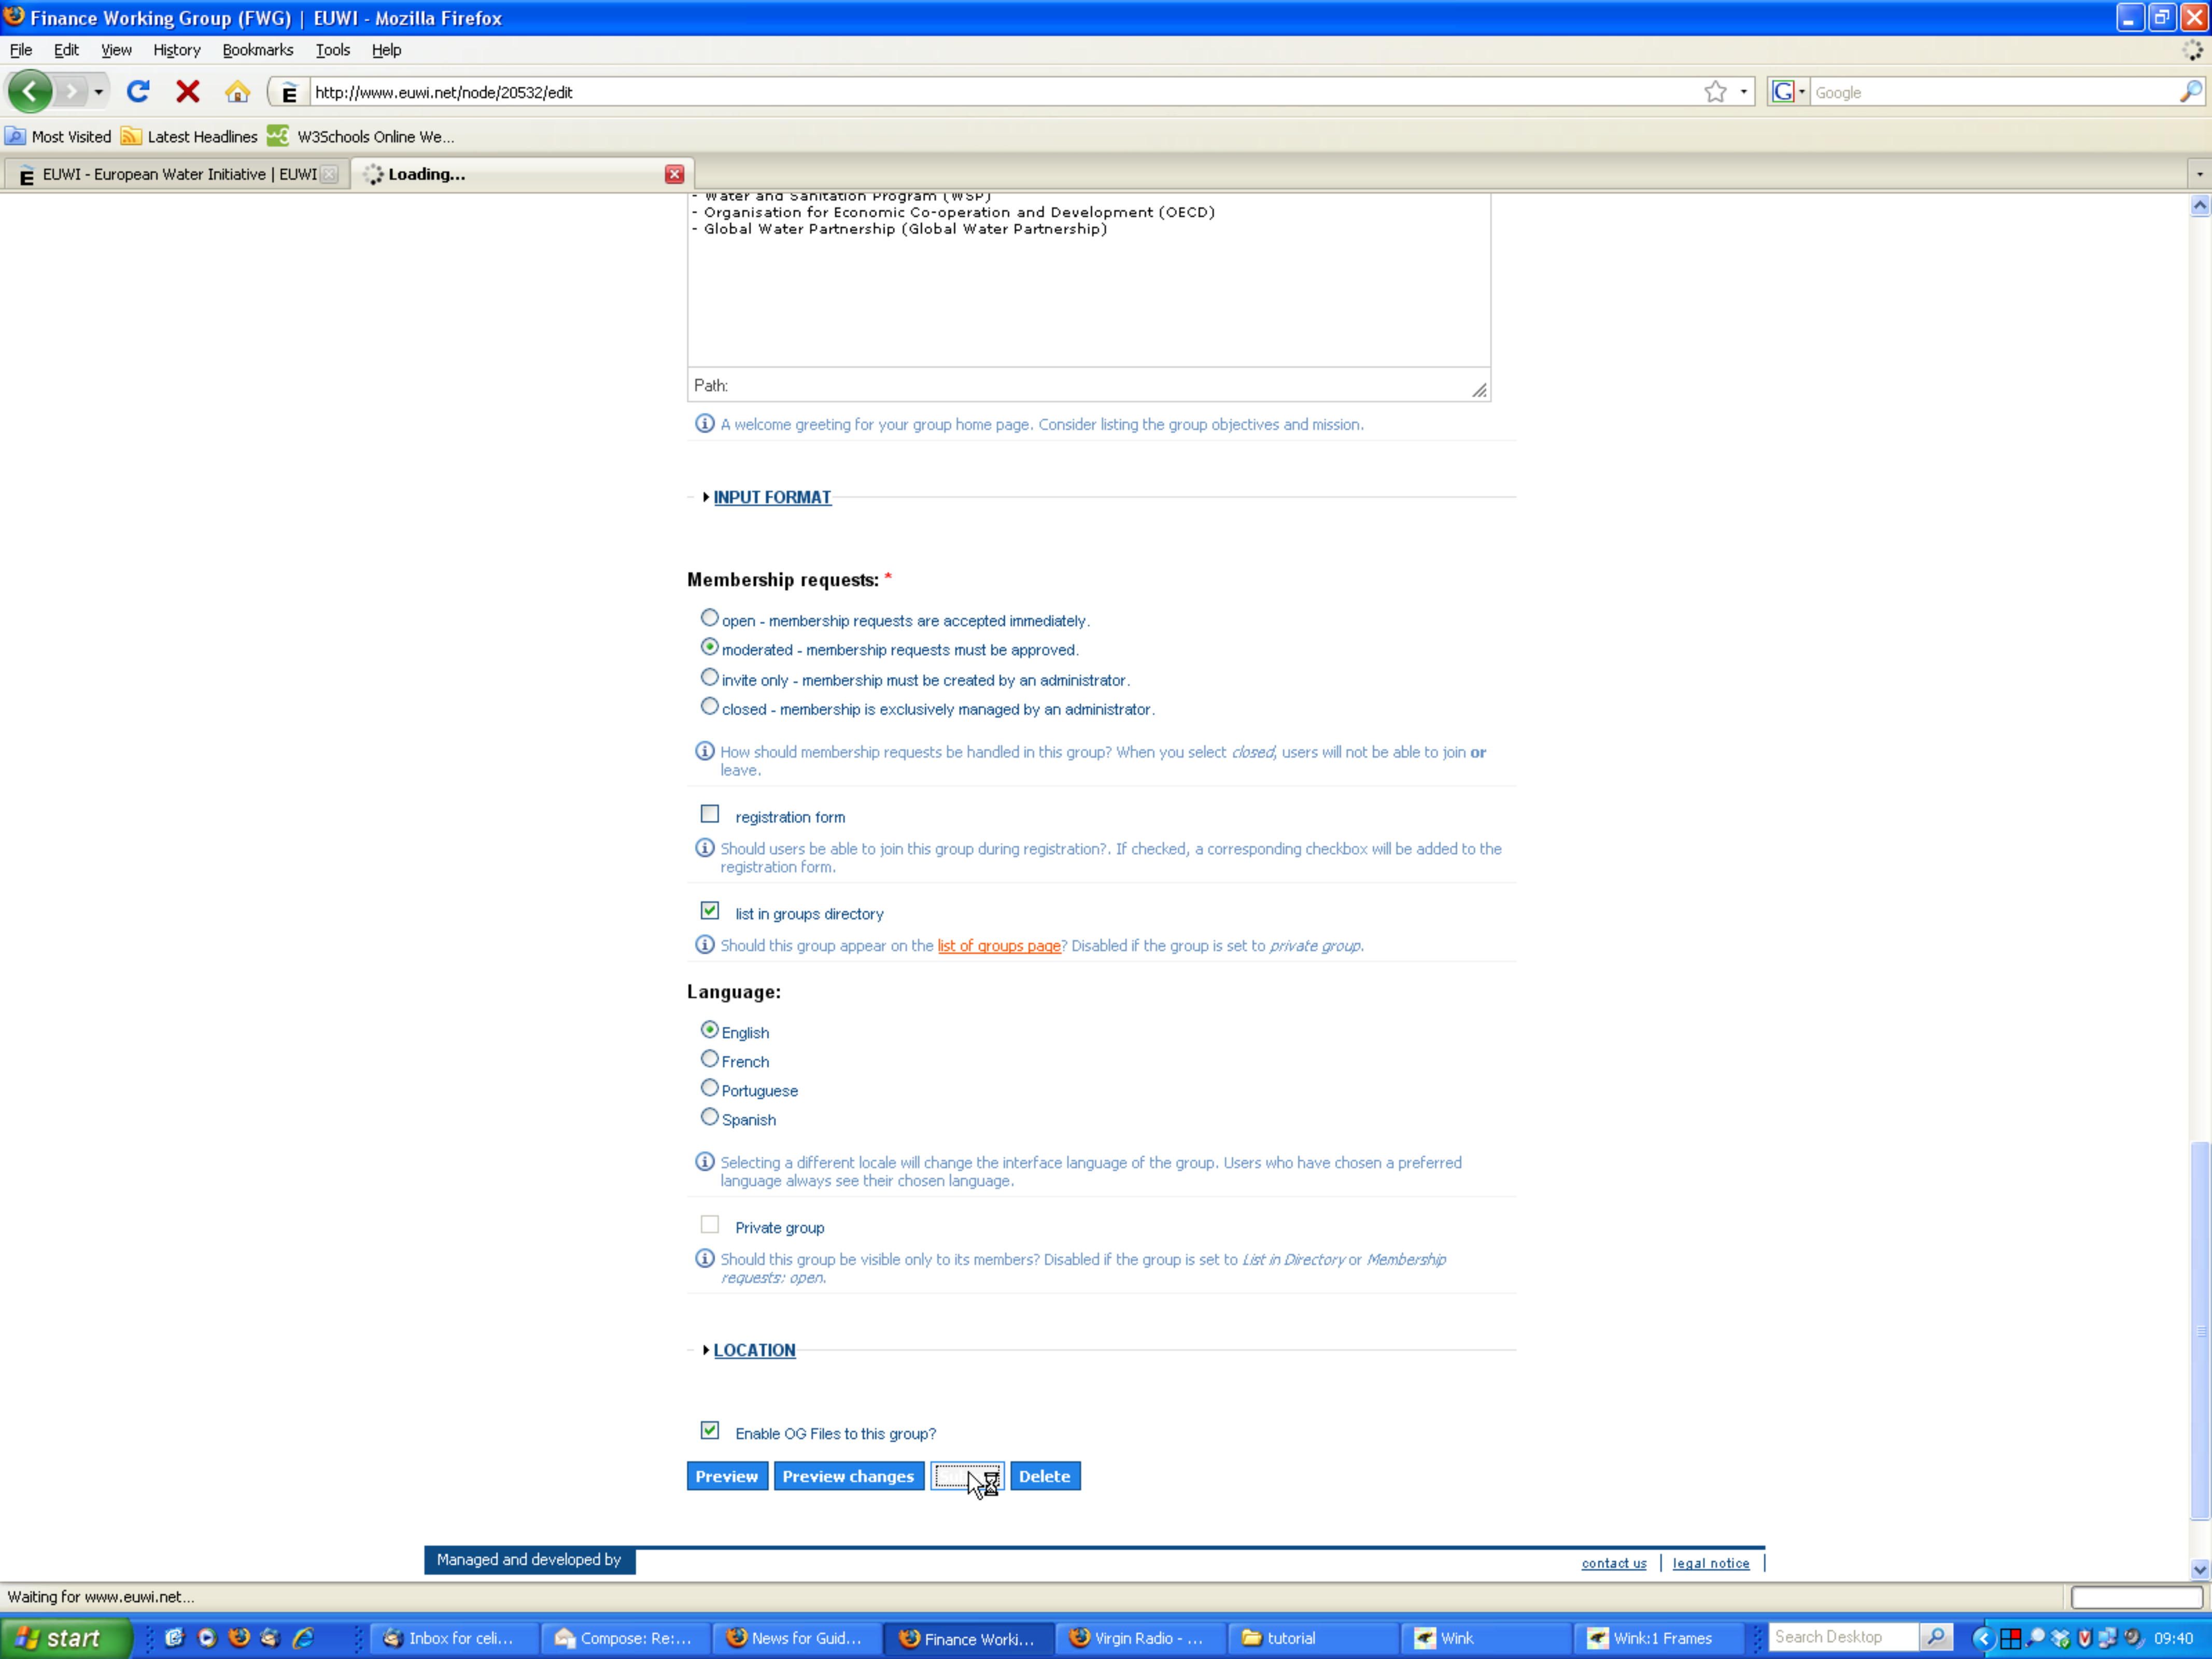 Finance Working Group (FWG) | EUWI - Mozilla Firefox
File Edit View History Bookmarks Tools Help
http://www.euwi.net/node/20532/edit
Google
Most Visited Latest Headlines W3Schools Online We...
EUWI - European Water Initiative | EUWI Loading...
- Water and Sanitation Program (WSP)
- Organisation for Economic Co-operation and Development (OECD)
- Global Water Partnership (Global Water Partnership)
Path:
A welcome greeting for your group home page. Consider listing the group objectives and mission.
INPUT FORMAT
Membership requests: *
open - membership requests are accepted immediately.
moderated - membership requests must be approved.
invite only - membership must be created by an administrator.
closed - membership is exclusively managed by an administrator.
How should membership requests be handled in this group? When you select closed, users will not be able to join or
leave.
registration form
Should users be able to join this group during registration?. If checked, a corresponding checkbox will be added to the
registration form.
list in groups directory
Should this group appear on the list of groups page? Disabled if the group is set to private group.
Language:
English
French
Portuguese
Spanish
Selecting a different locale will change the interface language of the group. Users who have chosen a preferred
language always see their chosen language.
Private group
Should this group be visible only to its members? Disabled if the group is set to List in Directory or Membership
requests: open.
LOCATION
Enable OG Files to this group?
Preview Preview changes Delete
Managed and developed by
contact us | legal notice |
Waiting for www.euwi.net...
start Inbox for celi... Compose: Re:... News for Guid... Finance Worki... Virgin Radio - ... tutorial Wink Wink:1 Frames Search Desktop 09:40